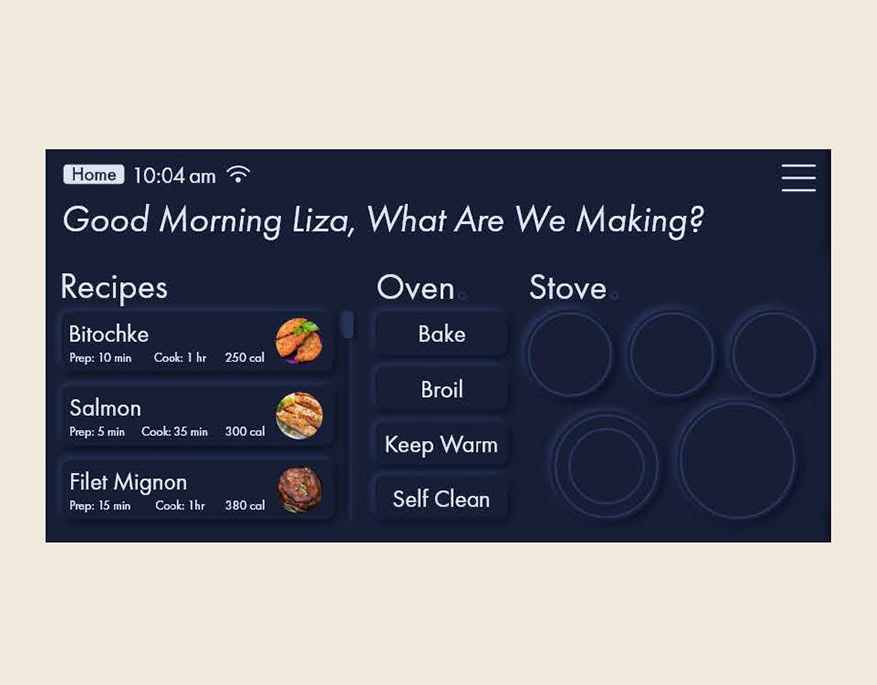 Home 10:04 am
Good Morning Liza, What Are We Making?
Recipes
Bitochke
Prep: 10 min Cook: 1 hr 250 cal
Salmon
Prep: 5 min Cook: 35 min 300 cal
Filet Mignon
Prep: 15 min Cook: 1hr 380 cal
Oven
Bake
Broil
Keep Warm
Self Clean
Stove